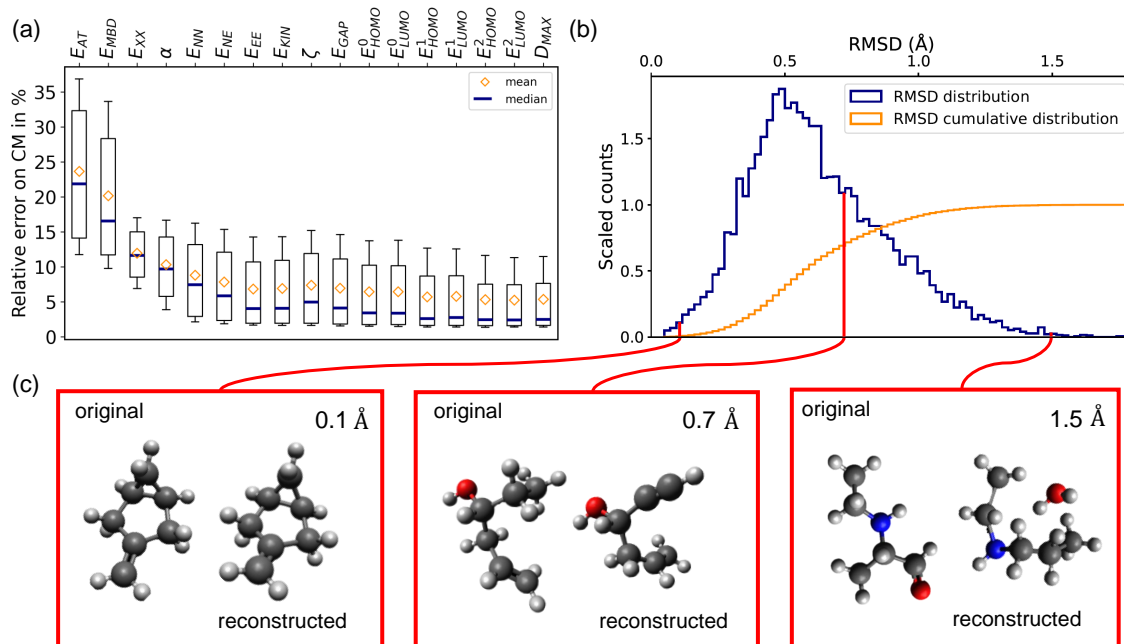 (a)
E_AT E_MBD E_XX α E_NN E_NE E_EE E_KIN ζ E_GAP E^0_HOMO E^0_LUMO E^1_HOMO E^1_LUMO E^2_HOMO E^2_LUMO D_MAX
Relative error on CM in %
35
30
25
20
15
10
5
0
mean
median
(b)
RMSD (Å)
0.0 0.5 1.0 1.5
Scaled counts
1.5
1.0
0.5
0.0
RMSD distribution
RMSD cumulative distribution
(c)
original
0.1 Å
reconstructed
original
0.7 Å
reconstructed
original
1.5 Å
reconstructed